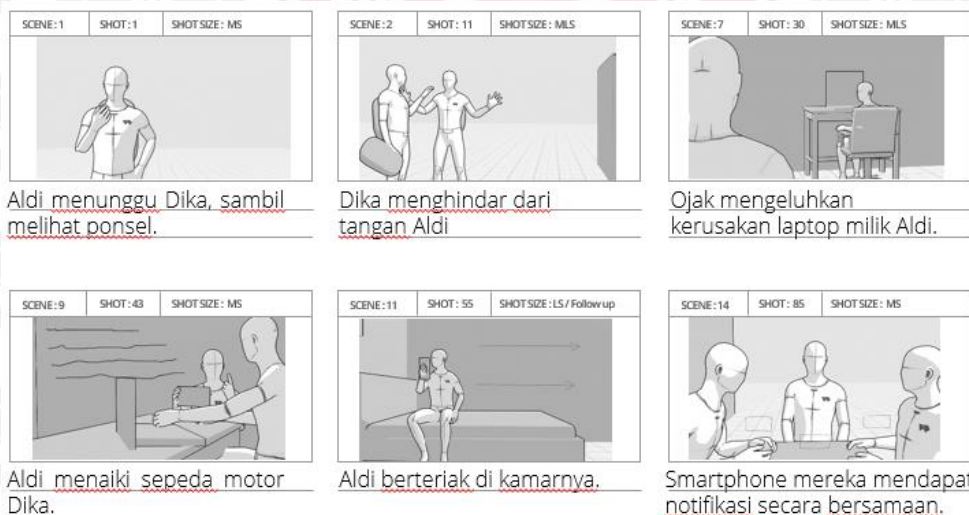 SCENE : 1 SHOT : 1 SHOT SIZE : MS
SCENE : 2 SHOT : 11 SHOT SIZE : MLS
SCENE : 7 SHOT : 30 SHOT SIZE : MLS
Aldi menunggu Dika, sambil
melihat ponsel.
Dika menghindar dari
tangan Aldi
Ojak mengeluhkan
kerusakan laptop milik Aldi.
SCENE : 9 SHOT : 43 SHOT SIZE : MS
SCENE : 11 SHOT : 55 SHOT SIZE : LS / Follow up
SCENE : 14 SHOT : 85 SHOT SIZE : MS
Aldi menaiki sepeda motor
Dika.
Aldi berteriak di kamarnya.
Smartphone mereka mendapat
notifikasi secara bersamaan.